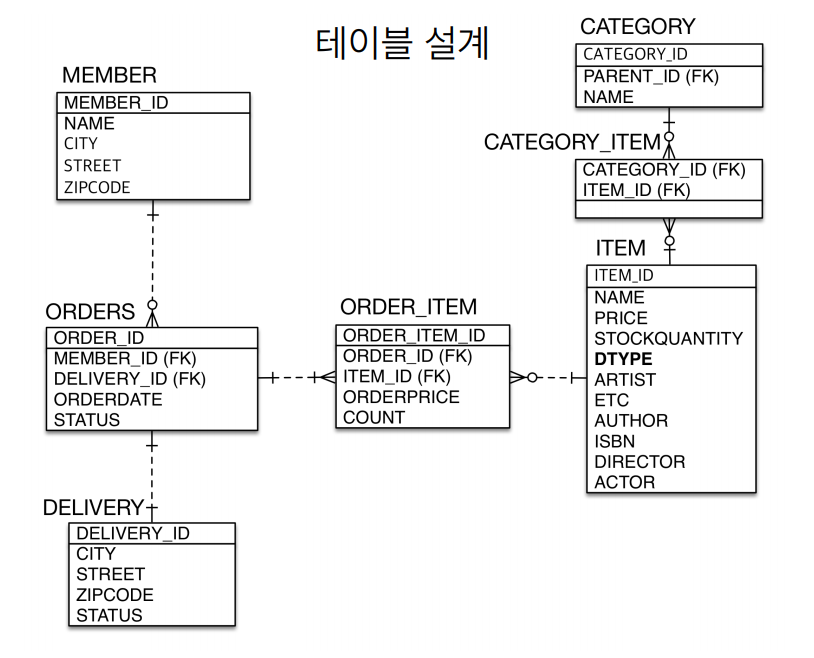 테이블 설계
MEMBER
MEMBER_ID
NAME
CITY
STREET
ZIPCODE
ORDERS
ORDER_ID
MEMBER_ID (FK)
DELIVERY_ID (FK)
ORDERDATE
STATUS
DELIVERY
DELIVERY_ID
CITY
STREET
ZIPCODE
STATUS
ORDER_ITEM
ORDER_ITEM_ID
ORDER_ID (FK)
ITEM_ID (FK)
ORDERPRICE
COUNT
CATEGORY
CATEGORY_ID
PARENT_ID (FK)
NAME
CATEGORY_ITEM
CATEGORY_ID (FK)
ITEM_ID (FK)
ITEM
ITEM_ID
NAME
PRICE
STOCKQUANTITY
DTYPE
ARTIST
ETC
AUTHOR
ISBN
DIRECTOR
ACTOR